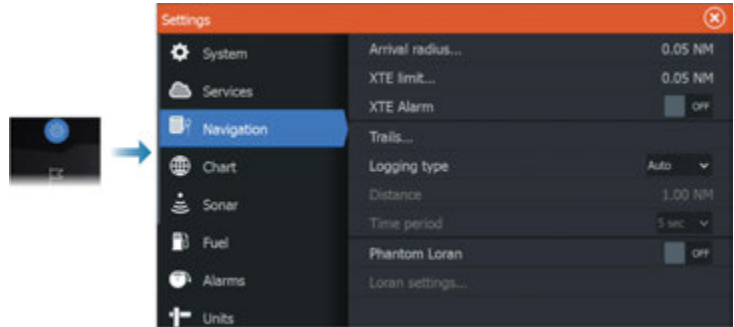 Settings
System
Services
Navigation
Chart
Sonar
Fuel
Alarms
Units
Arrival radius... 0.05 NM
XTE limit... 0.05 NM
XTE Alarm OFF
Trails...
Logging type Auto
Distance 1.00 NM
Time period 5 sec
Phantom Loran OFF
Loran settings...